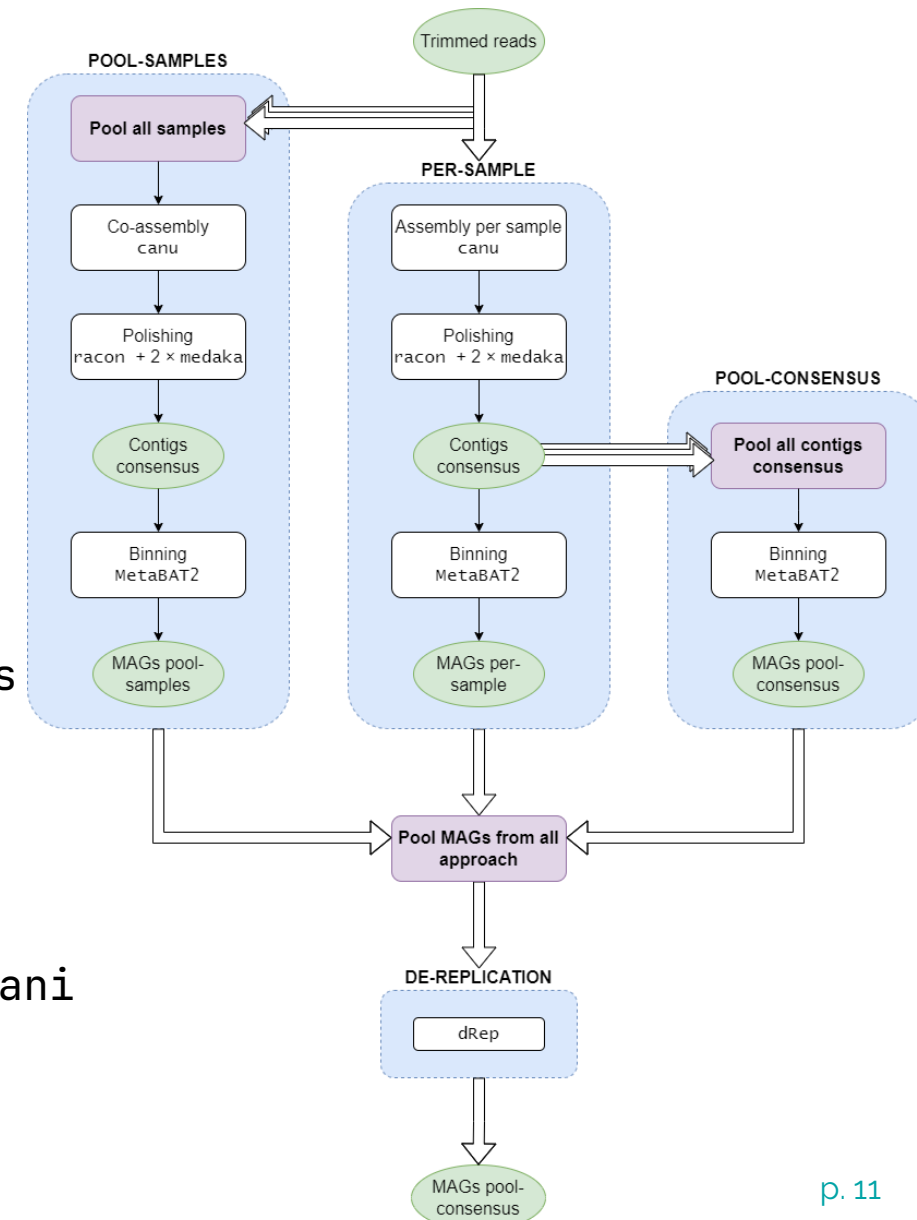 Trimmed reads
POOL-SAMPLES
Pool all samples
Co-assembly
canu
Polishing
racon + 2 × medaka
Contigs
consensus
Binning
MetaBAT2
MAGs pool-
samples
PER-SAMPLE
Assembly per sample
canu
Polishing
racon + 2 × medaka
Contigs
consensus
Binning
MetaBAT2
MAGs per-
sample
POOL-CONSENSUS
Pool all contigs
consensus
Binning
MetaBAT2
MAGs pool-
consensus
s
Pool MAGs from all
approach
ani
DE-REPLICATION
dRep
MAGs pool-
consensus
p. 11